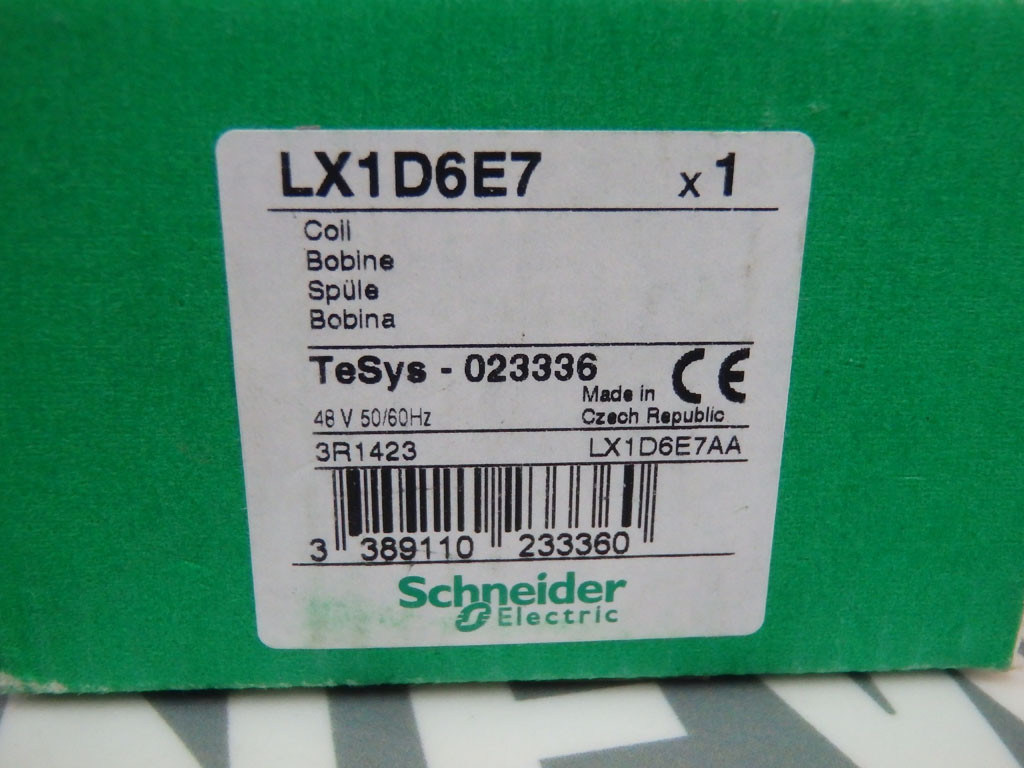 LX1D6E7 x 1
Coil
Bobine
Spüle
Bobina
TeSys - 023336 CE
Made in
48 V 50/60Hz Czech Republic
3R1423 LX1D6E7AA
3 389110 233360
Schneider
Electric